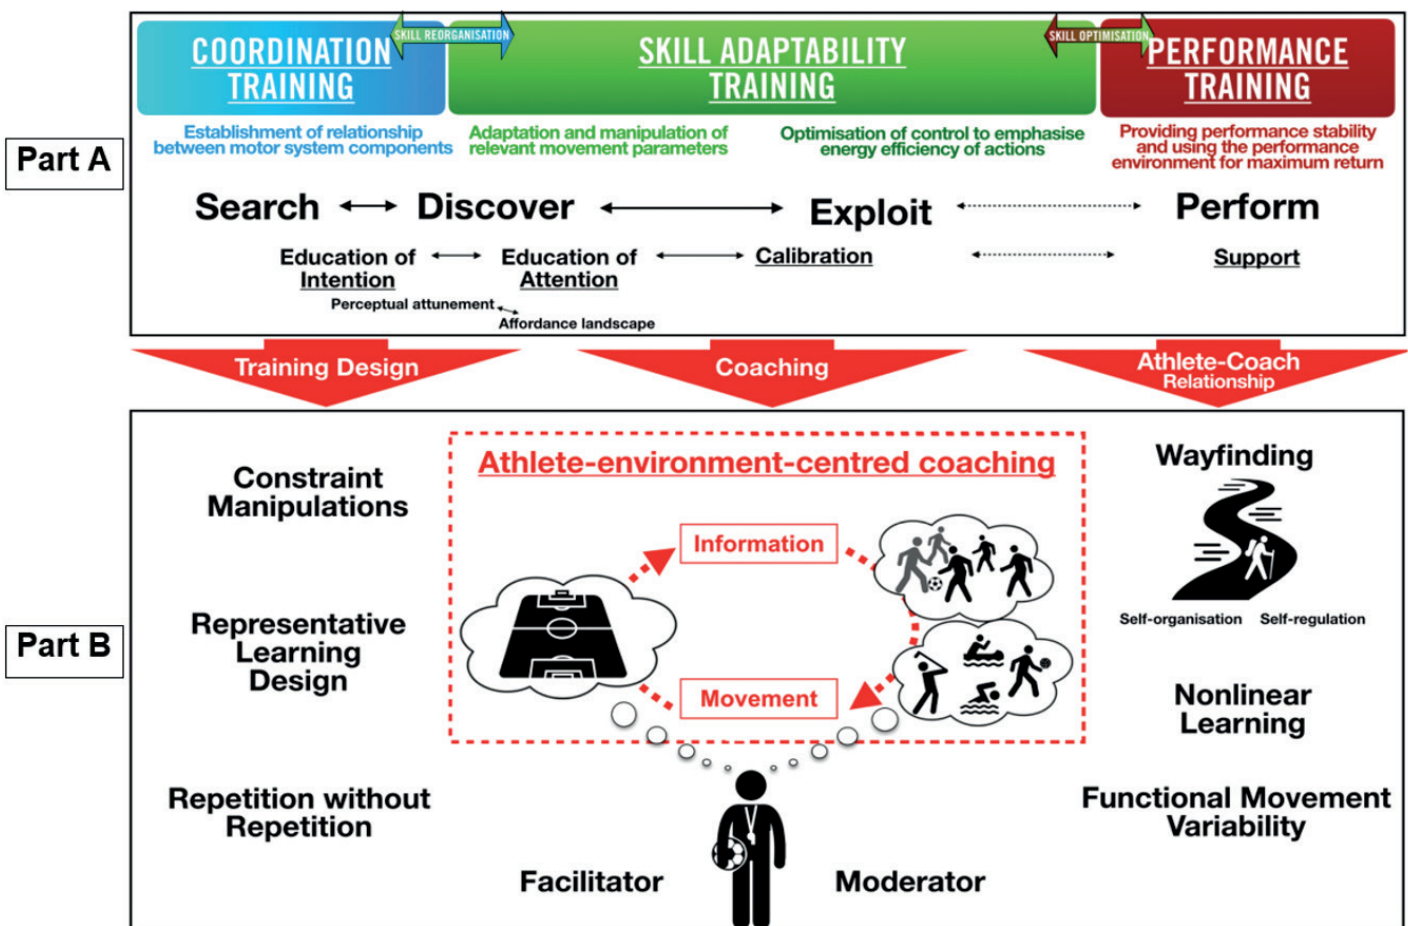 SKILL REORGANISATION
SKILL OPTIMISATION
COORDINATION
TRAINING
SKILL ADAPTABILITY
TRAINING
PERFORMANCE
TRAINING
Part A
Establishment of relationship
between motor system components
Adaptation and manipulation of
relevant movement parameters
Optimisation of control to emphasise
energy efficiency of actions
Providing performance stability
and using the performance
environment for maximum return
Search
Discover
Exploit
Perform
Education of
Intention
Education of
Attention
Calibration
Support
Perceptual attunement
Affordance landscape
Training Design
Coaching
Athlete-Coach
Relationship
Part B
Constraint
Manipulations
Representative
Learning
Design
Repetition without
Repetition
Athlete-environment-centred coaching
Information
Movement
Facilitator
Moderator
Wayfinding
Self-organisation
Self-regulation
Nonlinear
Learning
Functional Movement
Variability